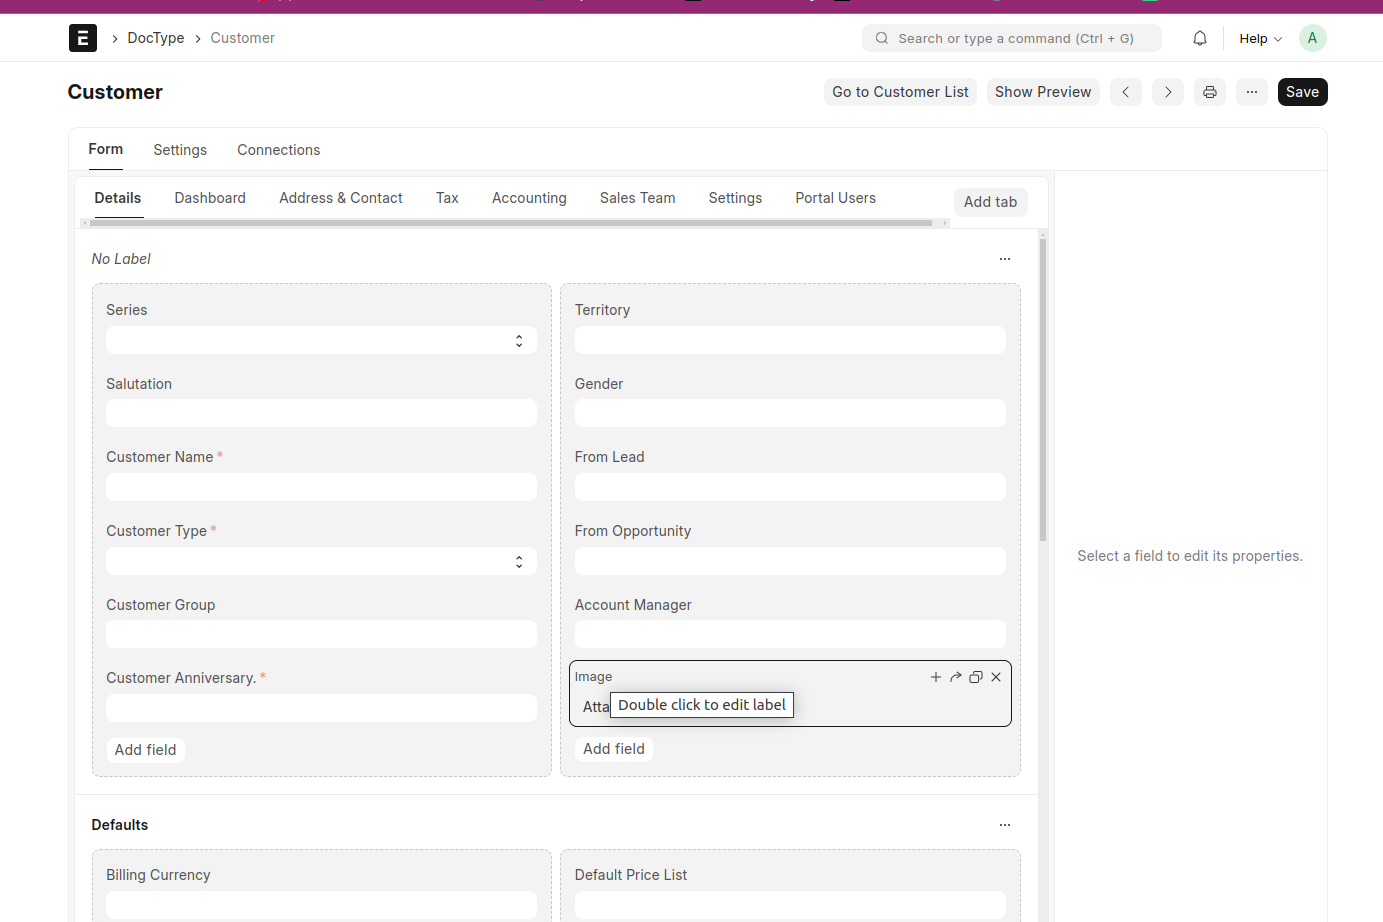 E DocType Customer Search or type a command (Ctrl + G) Help A
Customer Go to Customer List Show Preview ... Save
Form Settings Connections
Details Dashboard Address & Contact Tax Accounting Sales Team Settings Portal Users Add tab
No Label ...
Series Territory
Salutation Gender
Customer Name * From Lead
Customer Type * From Opportunity
Select a field to edit its properties.
Customer Group Account Manager
Customer Anniversary. * Image
Atta Double click to edit label
Add field Add field
Defaults ...
Billing Currency Default Price List